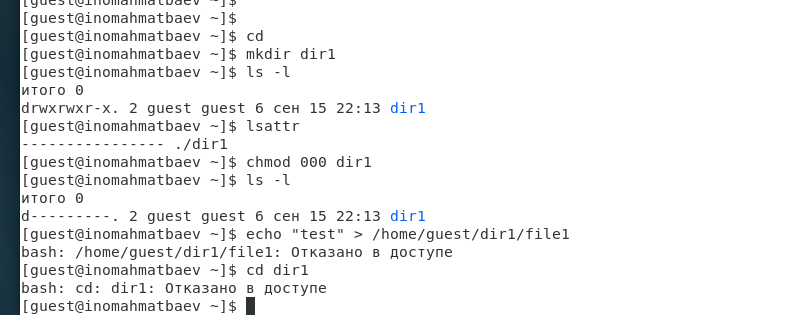 [guest@inomahmatbaev ~]$
[guest@inomahmatbaev ~]$
[guest@inomahmatbaev ~]$ cd
[guest@inomahmatbaev ~]$ mkdir dir1
[guest@inomahmatbaev ~]$ ls -l
итого 0
drwxrwxr-x. 2 guest guest 6 сен 15 22:13 dir1
[guest@inomahmatbaev ~]$ lsattr
---------------- ./dir1
[guest@inomahmatbaev ~]$ chmod 000 dir1
[guest@inomahmatbaev ~]$ ls -l
итого 0
d---------. 2 guest guest 6 сен 15 22:13 dir1
[guest@inomahmatbaev ~]$ echo "test" > /home/guest/dir1/file1
bash: /home/guest/dir1/file1: Отказано в доступе
[guest@inomahmatbaev ~]$ cd dir1
bash: cd: dir1: Отказано в доступе
[guest@inomahmatbaev ~]$